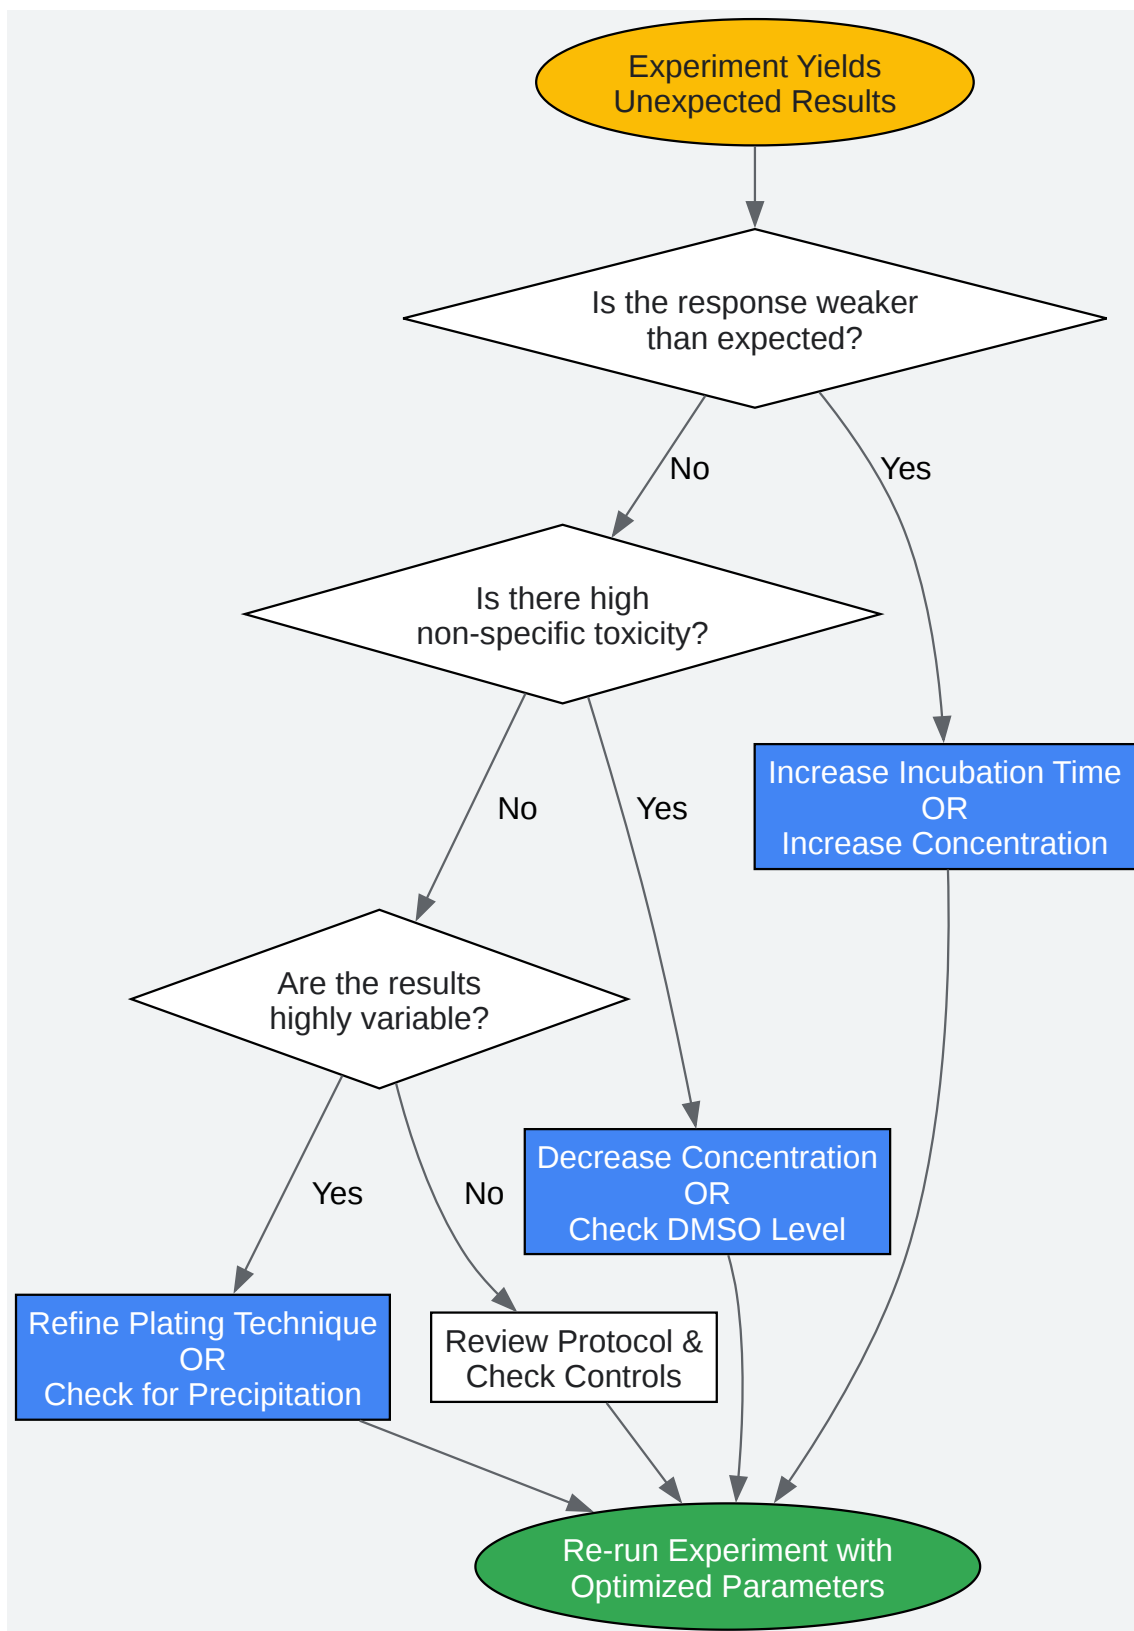 Experiment Yields
Unexpected Results
Is the response weaker
than expected?
No
Yes
Is there high
non-specific toxicity?
Increase Incubation Time
OR
Increase Concentration
No
Yes
Are the results
highly variable?
Decrease Concentration
OR
Check DMSO Level
Yes
No
Refine Plating Technique
OR
Check for Precipitation
Review Protocol &
Check Controls
Re-run Experiment with
Optimized Parameters